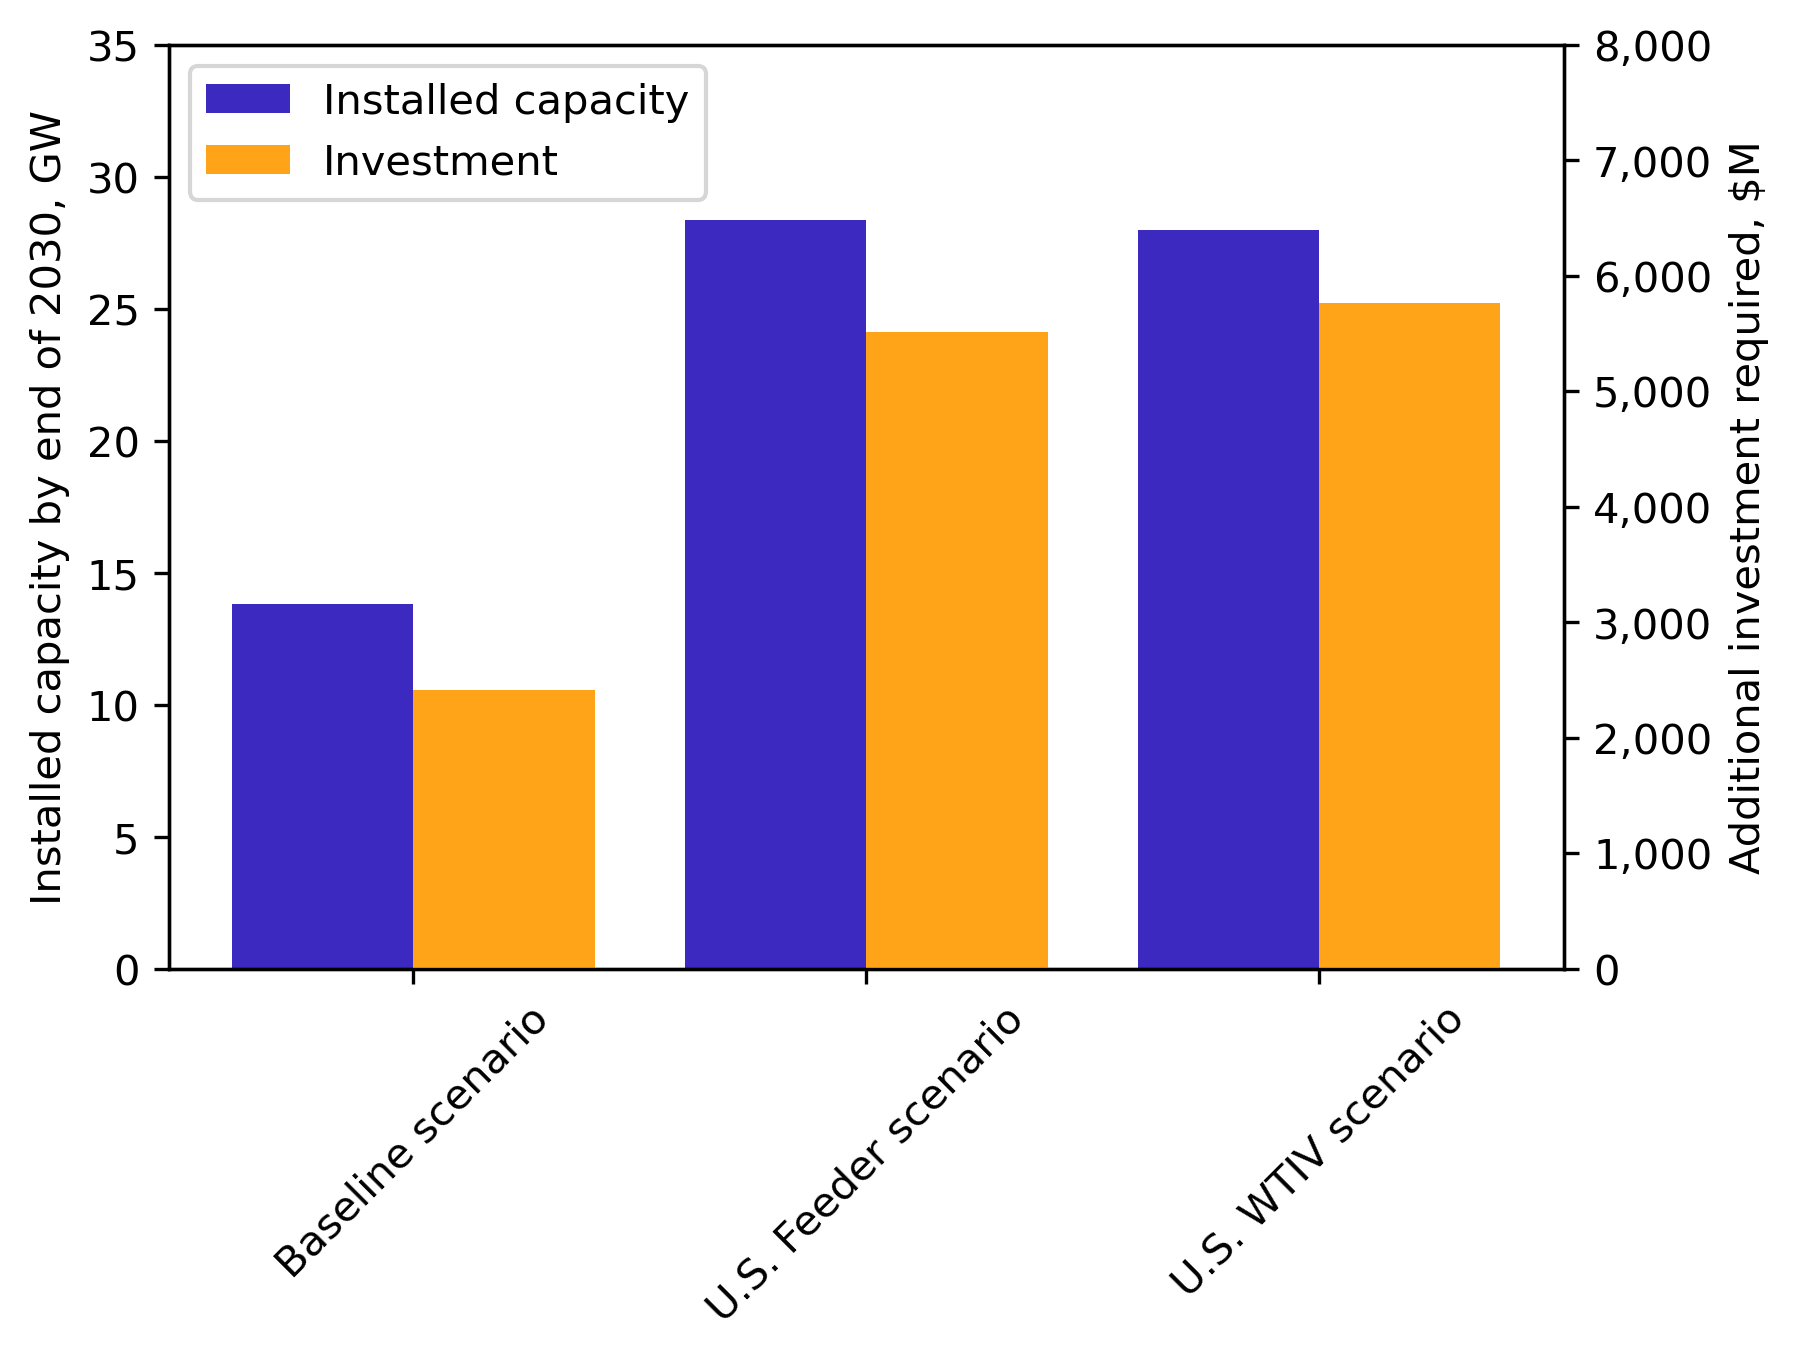 Installed capacity
Investment
Installed capacity by end of 2030, GW
35
30
25
20
15
10
5
0
8,000
7,000
6,000
5,000
4,000
3,000
2,000
1,000
0
Additional investment required, $M
Baseline scenario
U.S. Feeder scenario
U.S. WTIV scenario